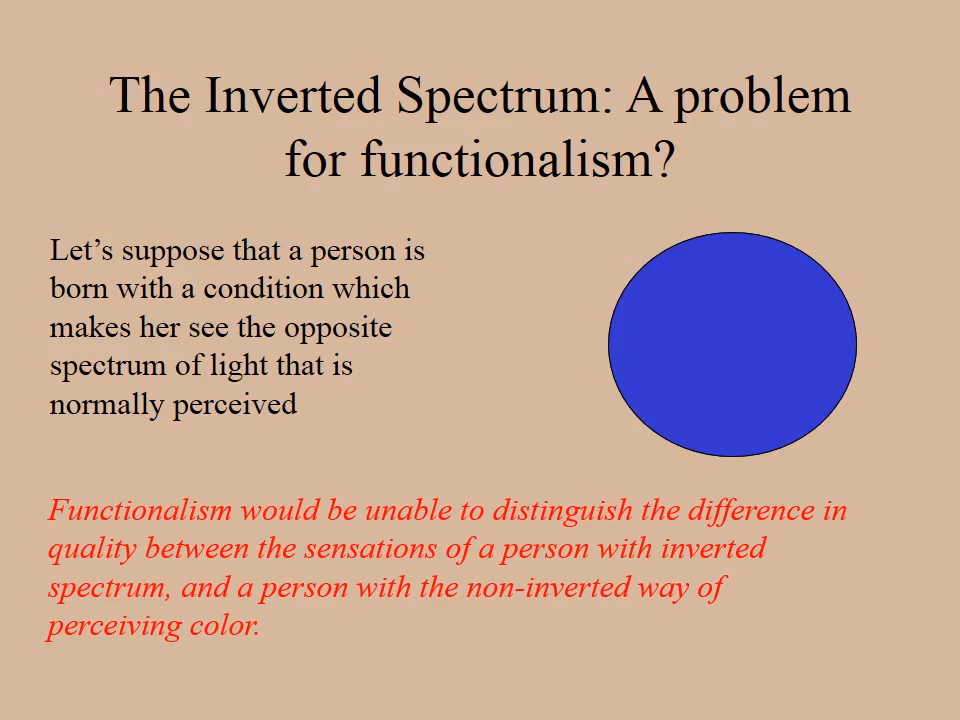 The Inverted Spectrum: A problem
for functionalism?
Let’s suppose that a person is
born with a condition which
makes her see the opposite
spectrum of light that is
normally perceived
Functionalism would be unable to distinguish the difference in
quality between the sensations of a person with inverted
spectrum, and a person with the non-inverted way of
perceiving color.